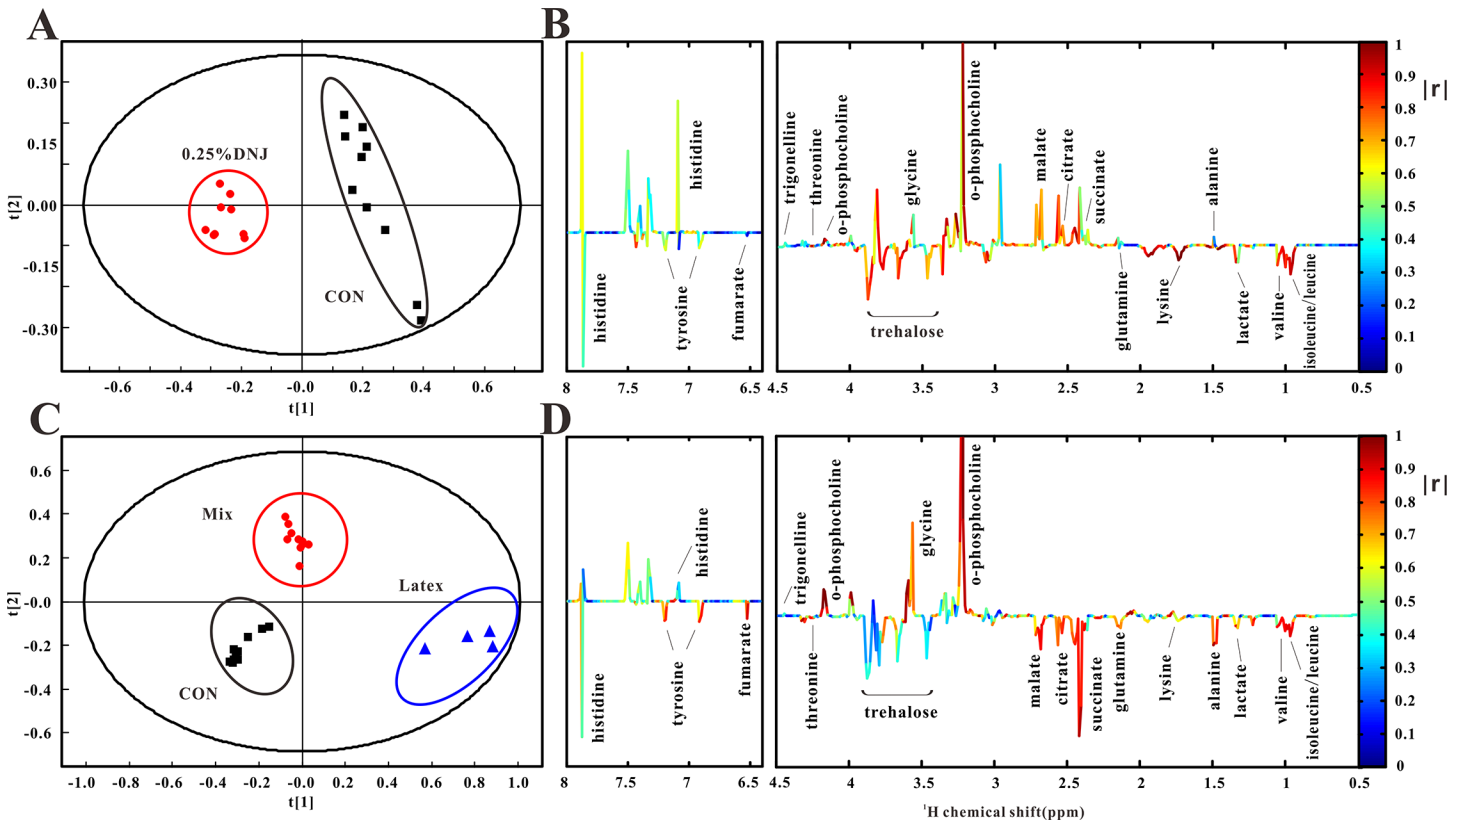 A
0.30
0.15
0.00
-0.15
-0.30
t[2]
0.25%DNJ
CON
-0.6
-0.4
-0.2
-0.0
0.2
0.4
0.6
t[1]
B
histidine
histidine
tyrosine
fumarate
8
7.5
7
6.5
trigonelline
threonine
o-phosphocholine
glycine
o-phosphocholine
malate
citrate
succinate
alanine
trehalose
glutamine
lysine
lactate
valine
isoleucine/leucine
4.5
4
3.5
3
2.5
2
1.5
1
0.5
1
0.9
0.8
0.7
0.6
0.5
0.4
0.3
0.2
0.1
0
|r|
C
0.6
0.4
0.2
-0.0
-0.2
-0.4
-0.6
t[2]
Mix
Latex
CON
-1.0
-0.8
-0.6
-0.4
-0.2
-0.0
0.2
0.4
0.6
0.8
1.0
t[1]
D
histidine
histidine
tyrosine
fumarate
8
7.5
7
6.5
trigonelline
o-phosphocholine
glycine
o-phosphocholine
threonine
trehalose
malate
citrate
succinate
glutamine
lysine
alanine
lactate
valine
isoleucine/leucine
4.5
4
3.5
3
2.5
2
1.5
1
0.5
1
0.9
0.8
0.7
0.6
0.5
0.4
0.3
0.2
0.1
0
|r|
¹H chemical shift(ppm)